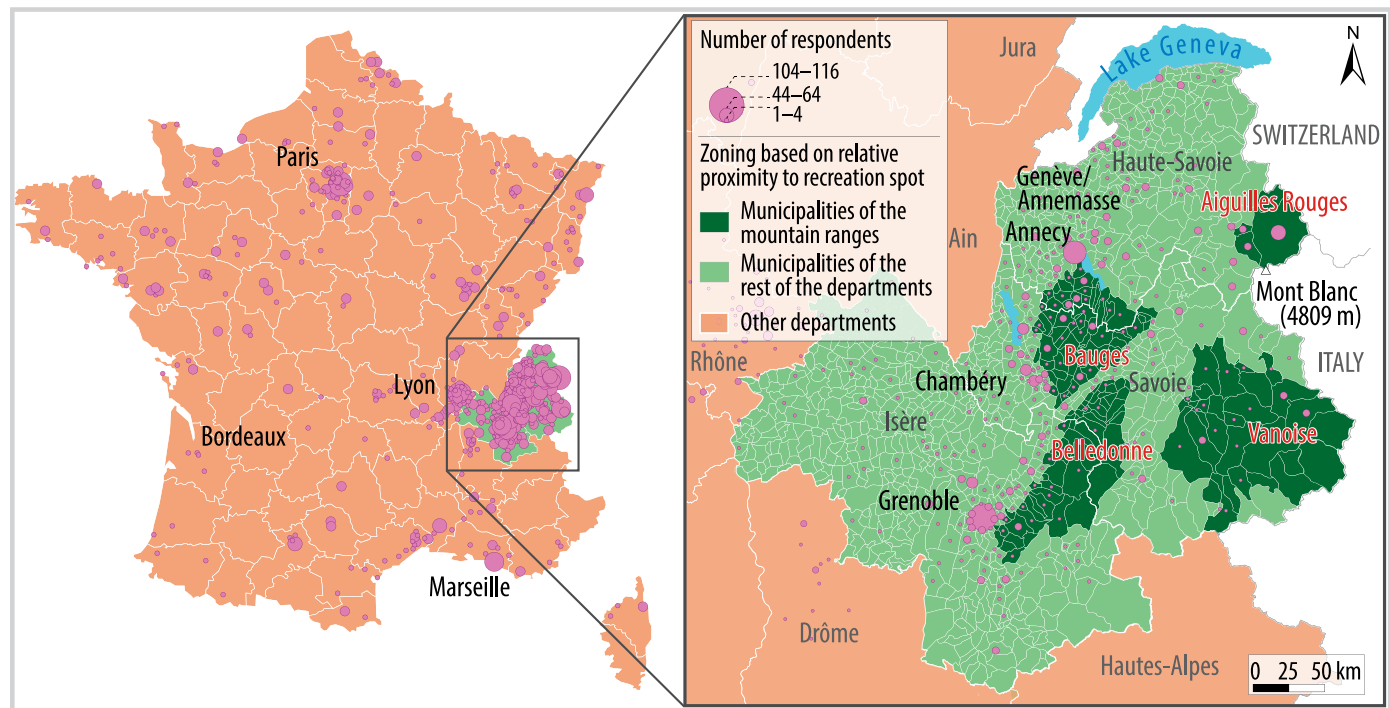 Paris
Lyon
Bordeaux
Marseille
Number of respondents
104–116
44–64
1–4
Zoning based on relative
proximity to recreation spot
Municipalities of the
mountain ranges
Municipalities of the
rest of the departments
Other departments
Jura
Lake Geneva
N
SWITZERLAND
Haute-Savoie
Genève/
Annemasse
Aiguilles Rouges
Annecy
Ain
Mont Blanc
(4809 m)
Rhône
Bauges
ITALY
Chambéry
Savoie
Isère
Vanoise
Belledonne
Grenoble
Drôme
Hautes-Alpes
0 25 50 km